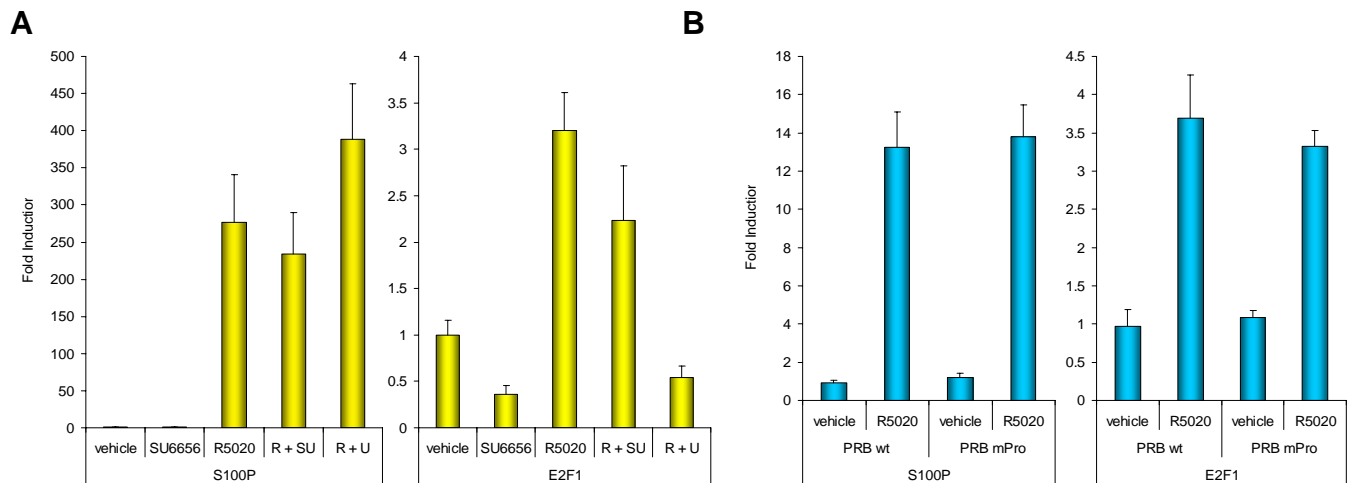 A
B
Fold Inductior
500
450
400
350
300
250
200
150
100
50
0
vehicle SU6656 R5020 R + SU R + U
S100P
4
3.5
3
2.5
2
1.5
1
0.5
0
vehicle SU6656 R5020 R + SU R + U
E2F1
Fold Inductior
18
16
14
12
10
8
6
4
2
0
vehicle R5020 vehicle R5020
PRB wt PRB mPro
S100P
4.5
4
3.5
3
2.5
2
1.5
1
0.5
0
vehicle R5020 vehicle R5020
PRB wt PRB mPro
E2F1